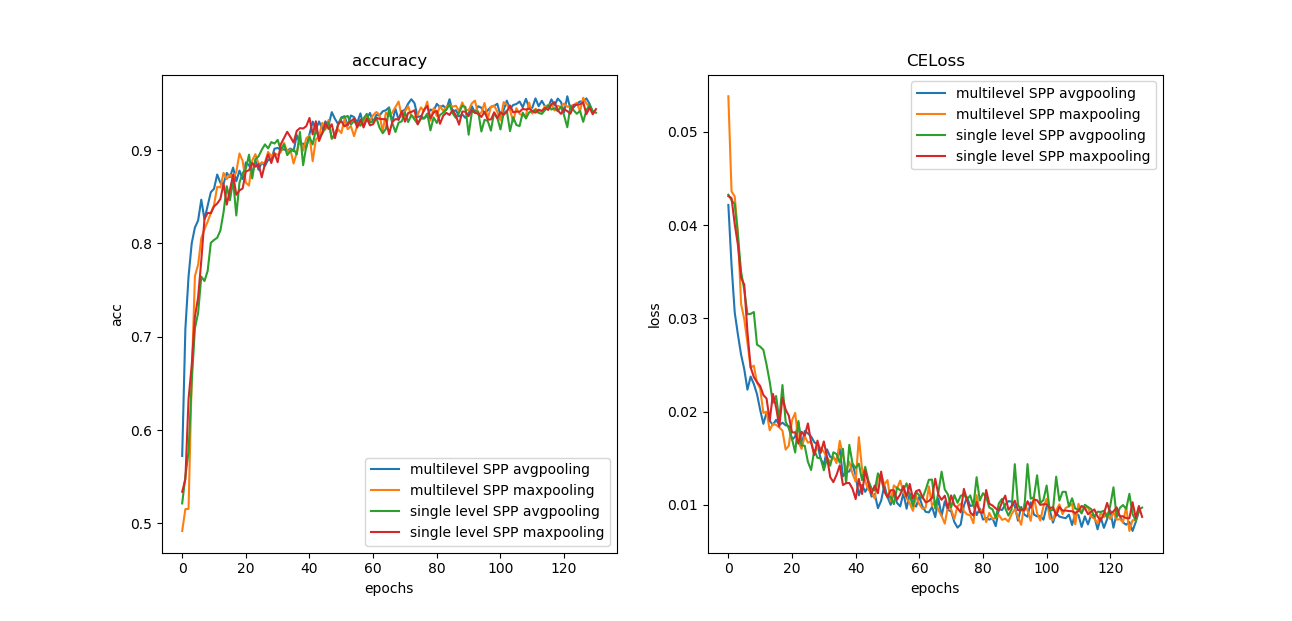 accuracy
acc
0.9
0.8
0.7
0.6
0.5
0
20
40
60
80
100
120
epochs
multilevel SPP avgpooling
multilevel SPP maxpooling
single level SPP avgpooling
single level SPP maxpooling
CELoss
loss
0.05
0.04
0.03
0.02
0.01
0
20
40
60
80
100
120
epochs
multilevel SPP avgpooling
multilevel SPP maxpooling
single level SPP avgpooling
single level SPP maxpooling